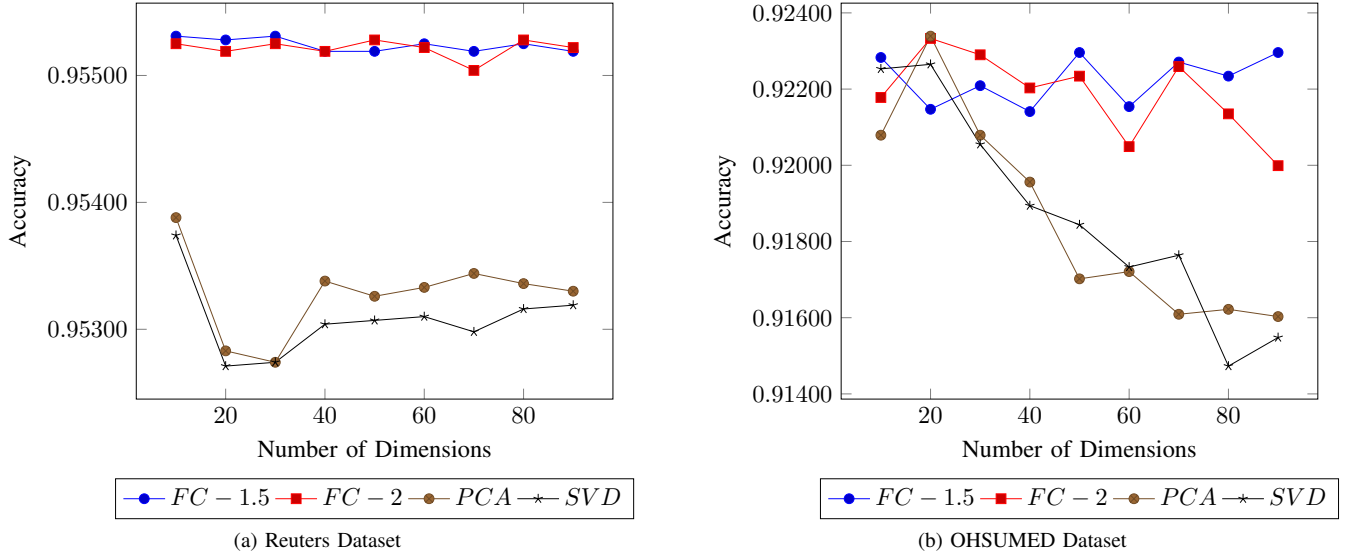 0.95500
0.95400
0.95300
Accuracy
20 40 60 80
Number of Dimensions
FC − 1.5 FC − 2 PCA SVD
(a) Reuters Dataset
0.92400
0.92200
0.92000
0.91800
0.91600
0.91400
Accuracy
20 40 60 80
Number of Dimensions
FC − 1.5 FC − 2 PCA SVD
(b) OHSUMED Dataset